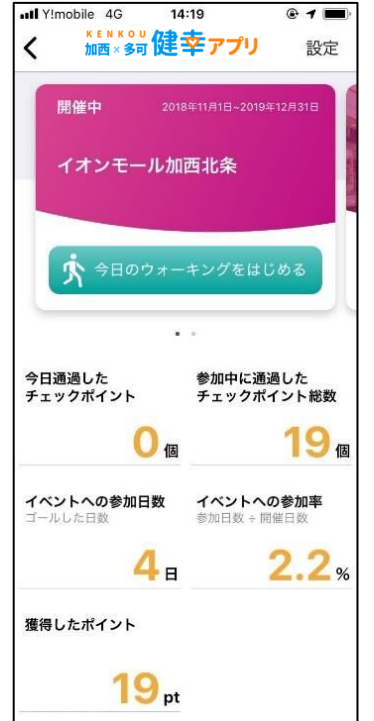 Y!mobile 4G 14:19
KENKOU
加西×多可 健幸アプリ
設定
開催中 2018年11月1日~2019年12月31日
イオンモール加西北条
今日のウォーキングをはじめる
今日通過した
チェックポイント
0個
参加中に通過した
チェックポイント総数
19個
イベントへの参加日数
ゴールした日数
4日
イベントへの参加率
参加日数÷開催日数
2.2%
獲得したポイント
19pt